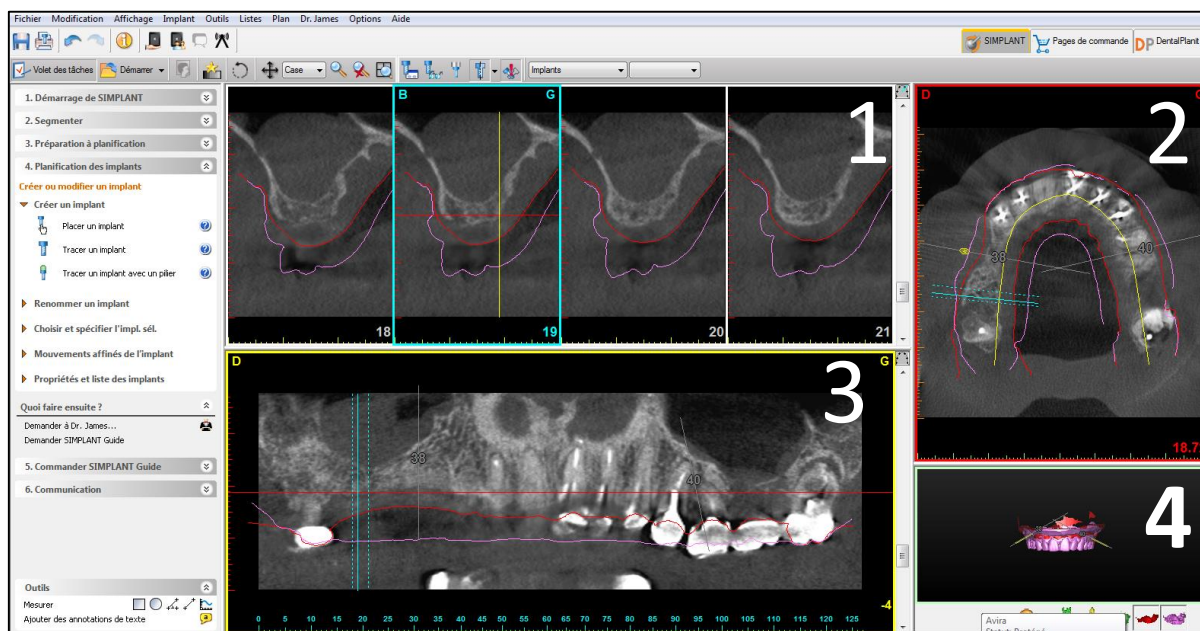 Fichier Modification Affichage Implant Outils Listes Plan Dr. James Options Aide
SIMPLANT Pages de commande DP DentalPlanit
Volet des tâches Démarrer Case Implants
1. Démarrage de SIMPLANT
2. Segmenter
3. Préparation à planification
4. Planification des implants
Créer ou modifier un implant
Créer un implant
Placer un implant
Tracer un implant
Tracer un implant avec un pilier
Renommer un implant
Choisir et spécifier l'impl. sél.
Mouvements affinés de l'implant
Propriétés et liste des implants
Quoi faire ensuite ?
Demander à Dr. James...
Demander SIMPLANT Guide
5. Commander SIMPLANT Guide
6. Communication
Outils
Mesurer
Ajouter des annotations de texte
B G 1
18 19 20 21
D 2
38 40
18.7
D G 3
38 40
-4
0 5 10 15 20 25 30 35 40 45 50 55 60 65 70 75 80 85 90 95 100 105 110 115 120 125
4
Avira